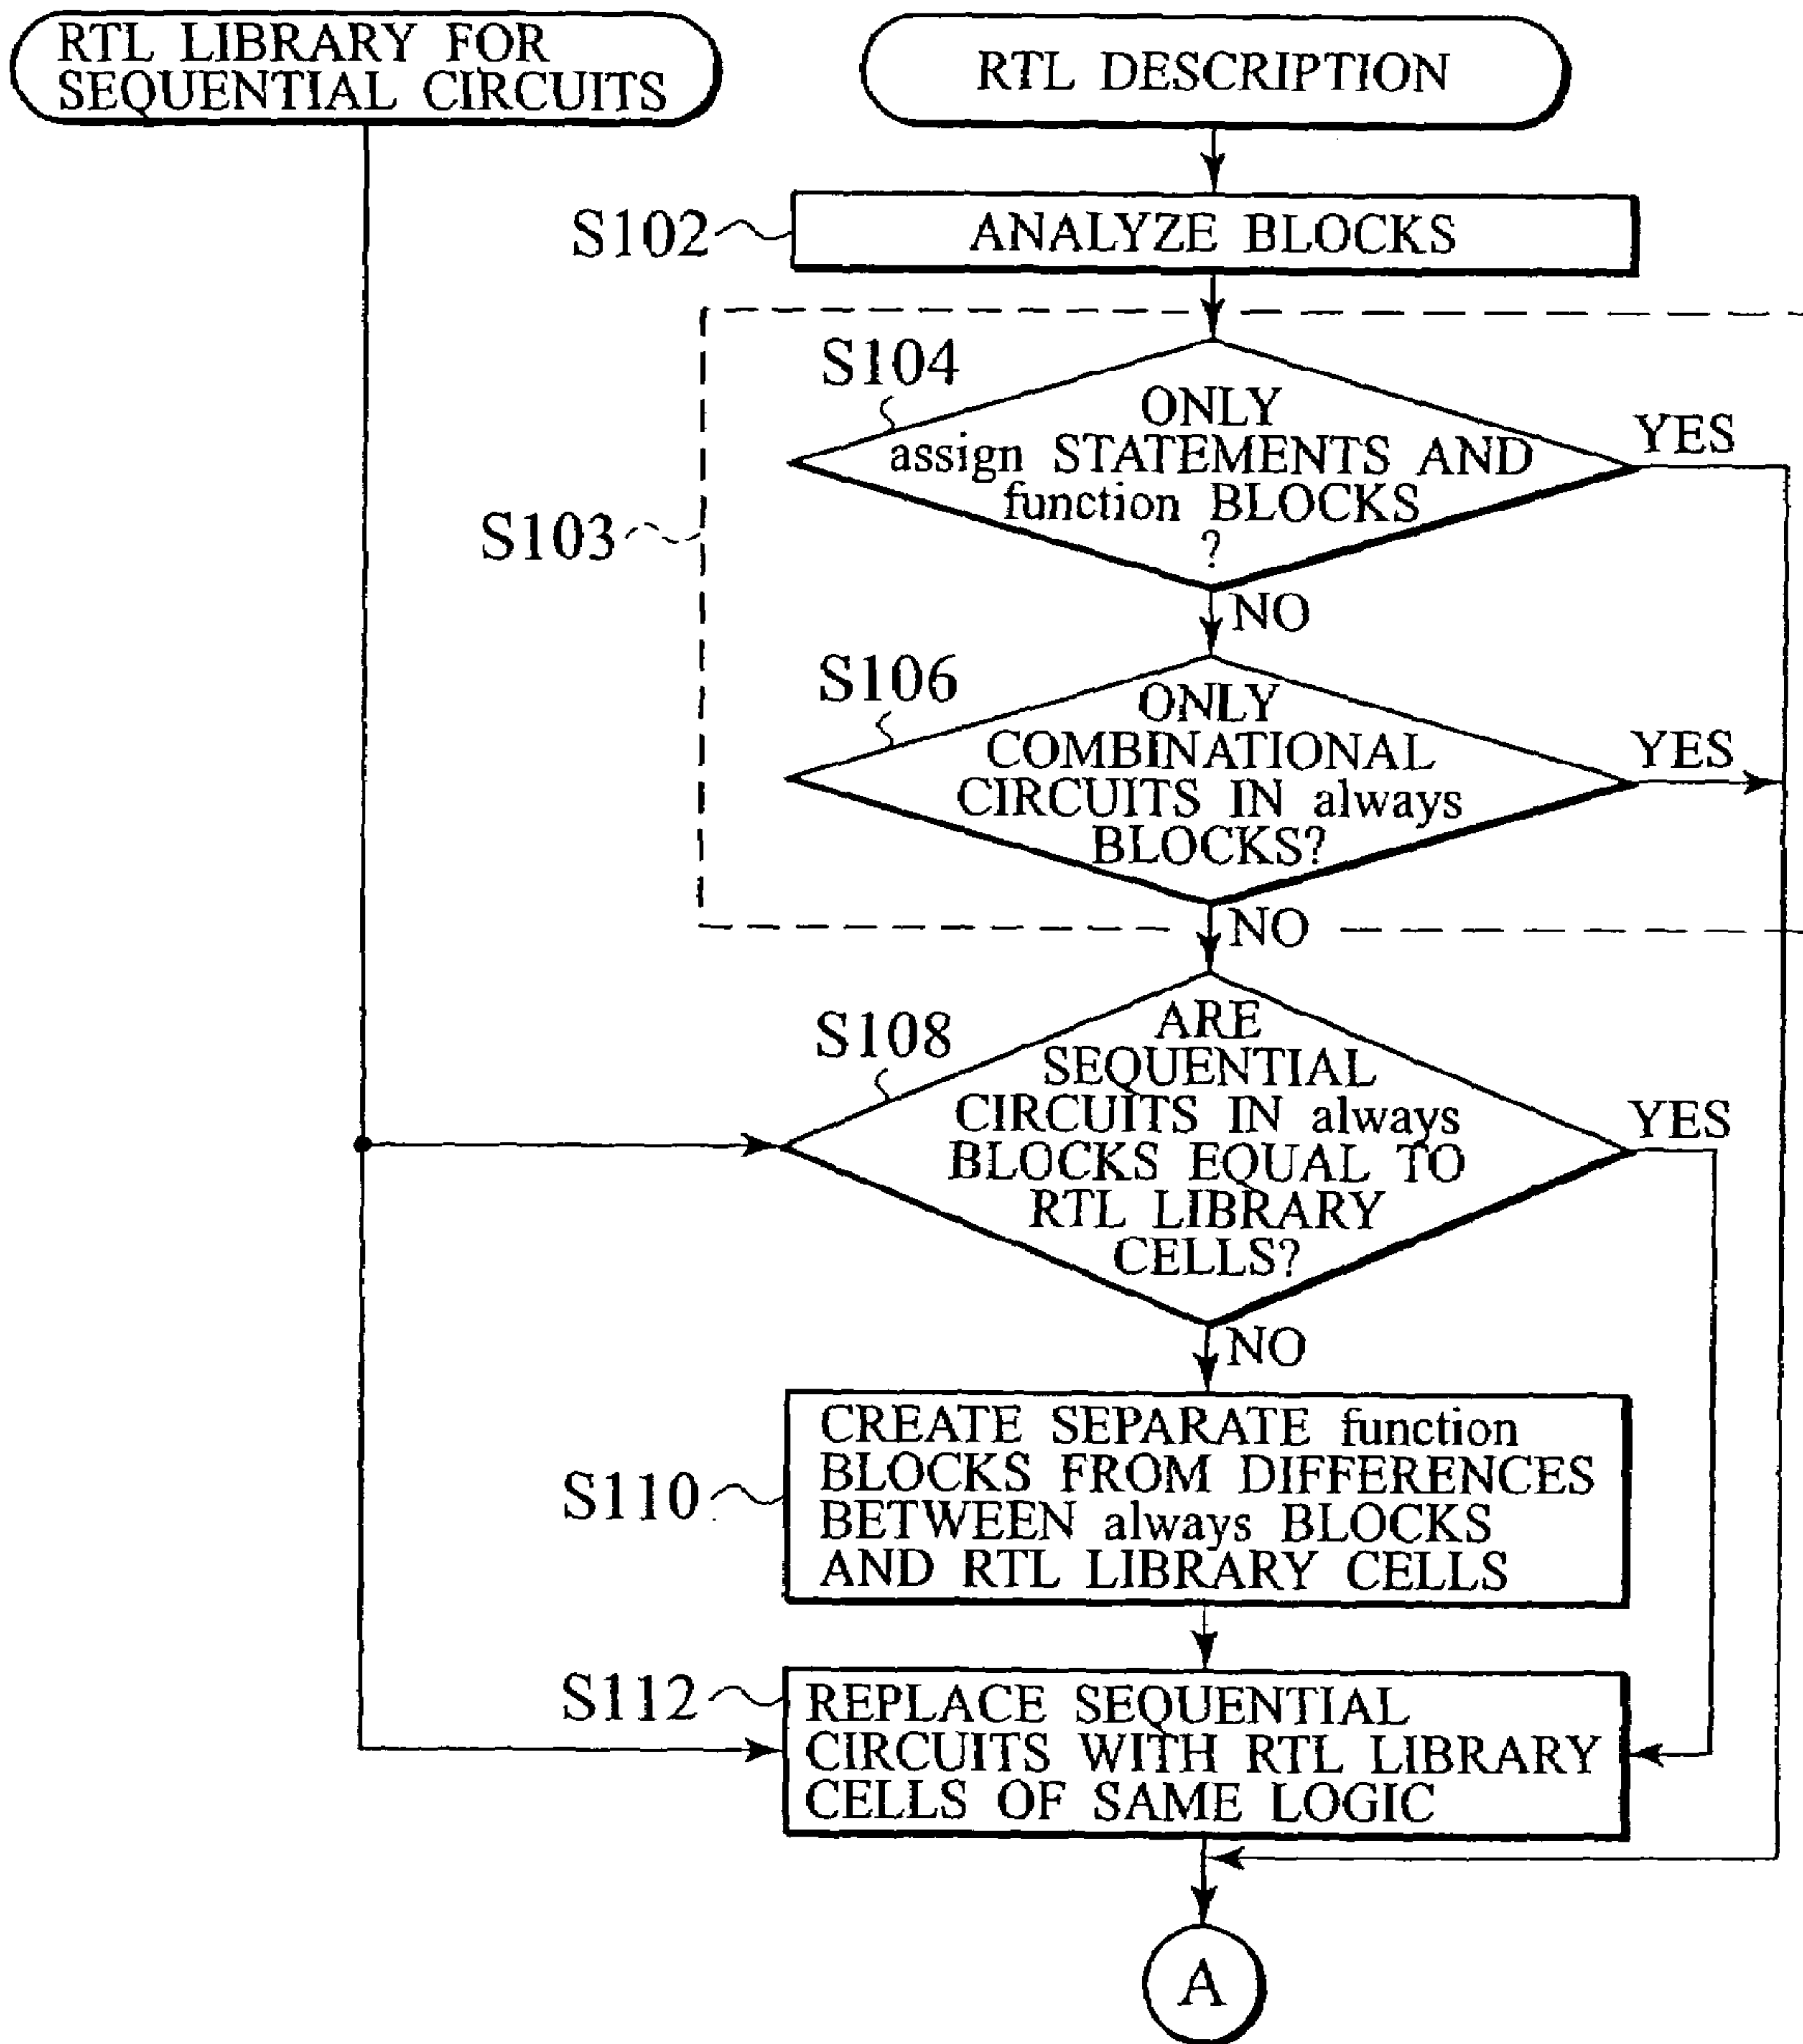 RTL LIBRARY FOR
SEQUENTIAL CIRCUITS
RTL DESCRIPTION
S102
ANALYZE BLOCKS
S103
S104
ONLY
assign STATEMENTS AND
function BLOCKS
?
YES
NO
S106
ONLY
COMBINATIONAL
CIRCUITS IN always
BLOCKS?
YES
NO
S108
ARE
SEQUENTIAL
CIRCUITS IN always
BLOCKS EQUAL TO
RTL LIBRARY
CELLS?
YES
NO
S110
CREATE SEPARATE function
BLOCKS FROM DIFFERENCES
BETWEEN always BLOCKS
AND RTL LIBRARY CELLS
S112
REPLACE SEQUENTIAL
CIRCUITS WITH RTL LIBRARY
CELLS OF SAME LOGIC
A